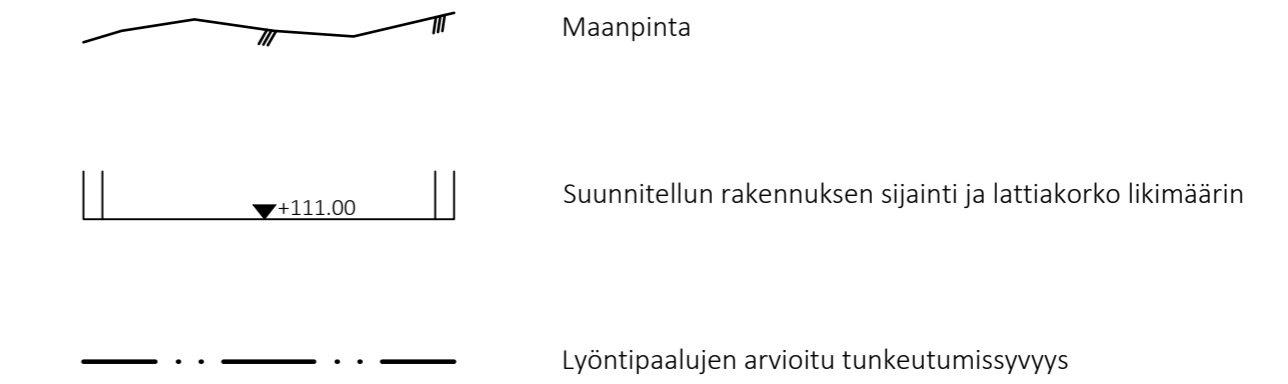 Maanpinta
+111.00
Suunnitellun rakennuksen sijainti ja lattiakorko likimäärin
Lyöntipaalujen arvioitu tunkeutumissyvyys